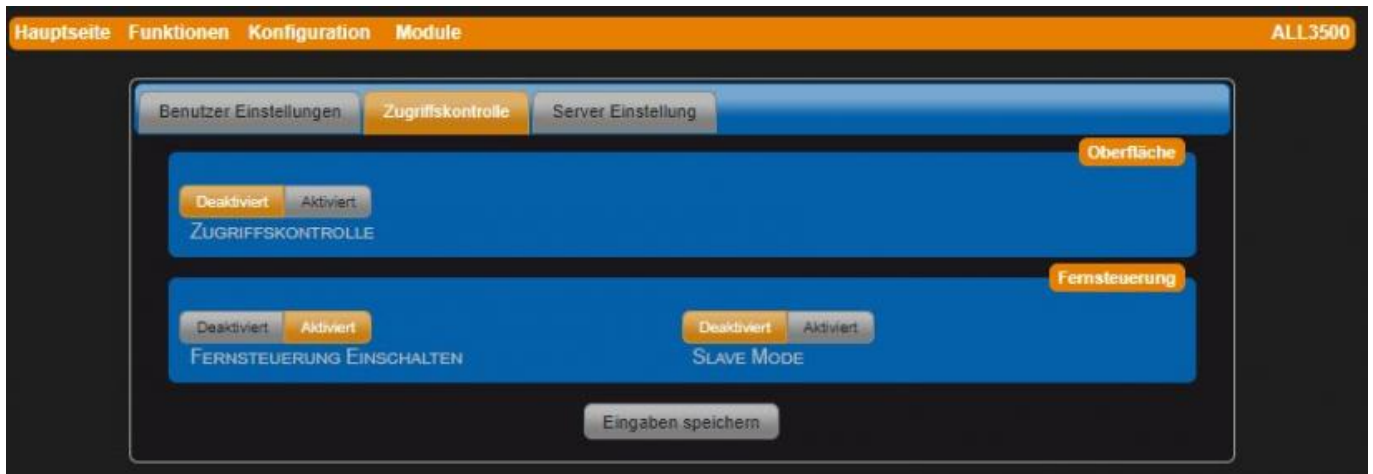 Hauptseite Funktionen Konfiguration Module ALL3500
Benutzer Einstellungen Zugriffskontrolle Server Einstellung
Oberfläche
Deaktiviert Aktiviert
ZUGRIFFSKONTROLLE
Fernsteuerung
Deaktiviert Aktiviert Deaktiviert Aktiviert
FERNSTEUERUNG EINSCHALTEN SLAVE MODE
Eingaben speichern